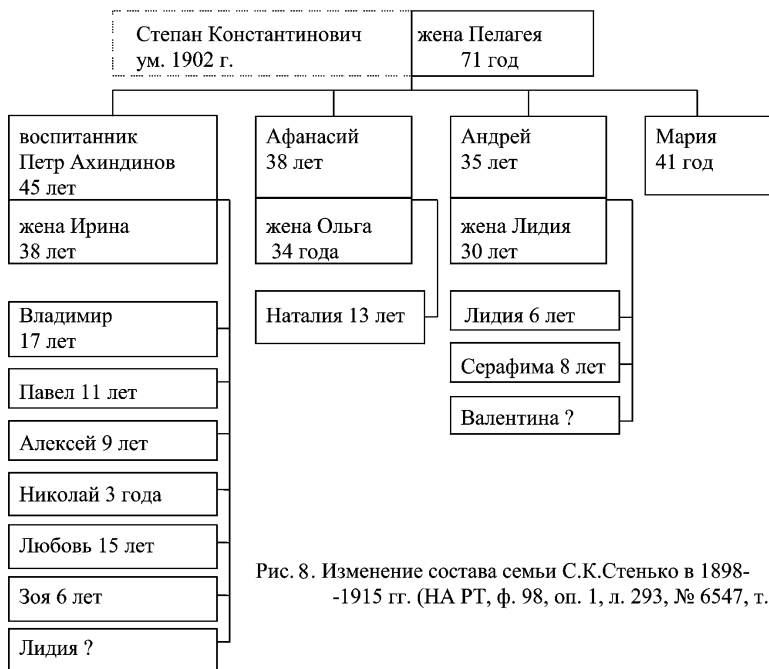 Степан Константинович
ум. 1902 г.
жена Пелагея
71 год
воспитанник
Петр Ахиндинов
45 лет
жена Ирина
38 лет
Владимир
17 лет
Павел 11 лет
Алексей 9 лет
Николай 3 года
Любовь 15 лет
Зоя 6 лет
Лидия ?
Афанасий
38 лет
жена Ольга
34 года
Наталия 13 лет
Андрей
35 лет
жена Лидия
30 лет
Лидия 6 лет
Серафима 8 лет
Валентина ?
Мария
41 год
Рис. 8. Изменение состава семьи С.К.Стенько в 1898-
-1915 гг. (НА РТ, ф. 98, оп. 1, л. 293, № 6547, т.